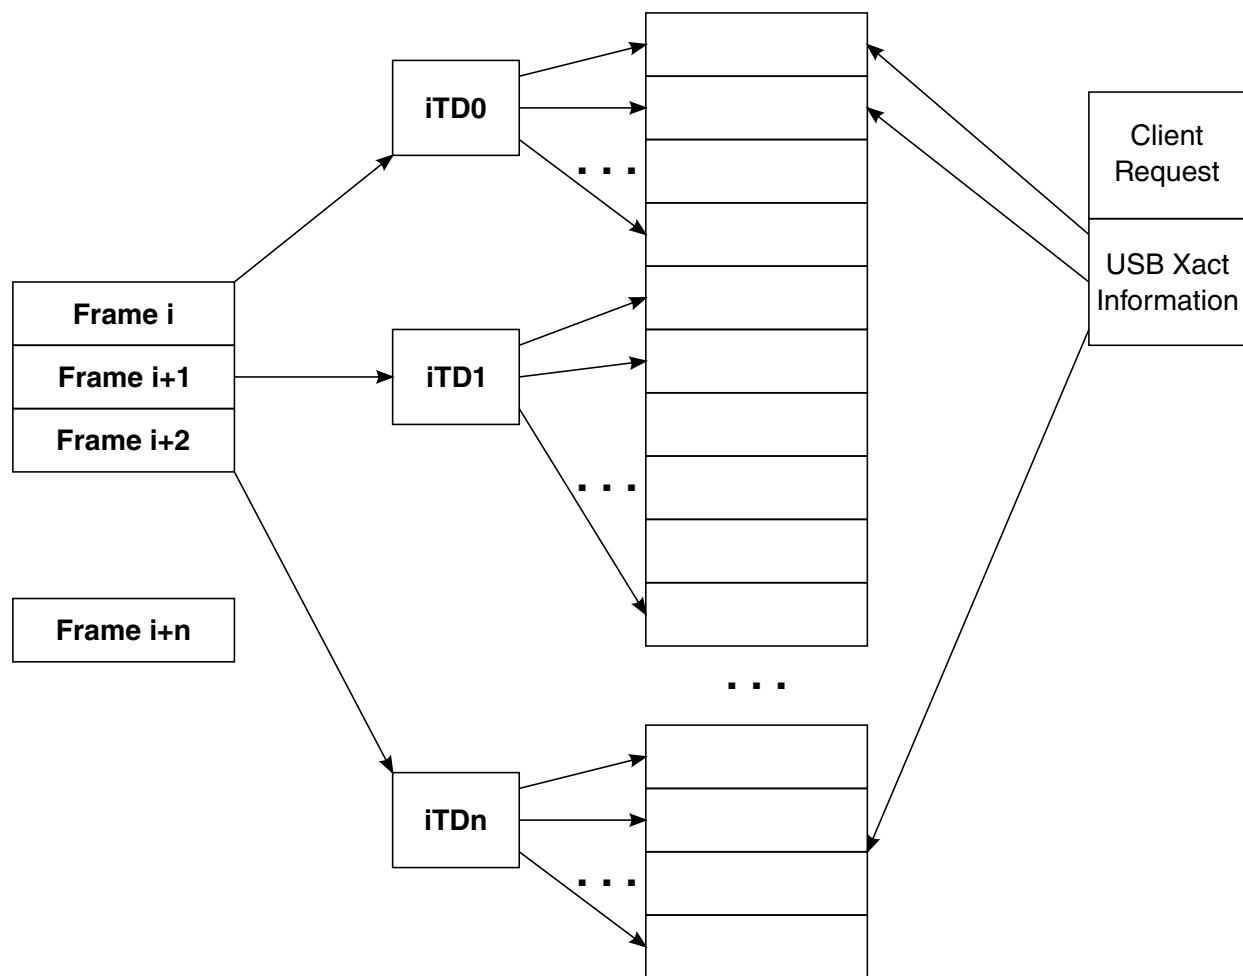 iTD0
Client
Request
USB Xact
Information
. . .
Frame i
Frame i+1
Frame i+2
iTD1
. . .
Frame i+n
. . .
iTDn
. . .